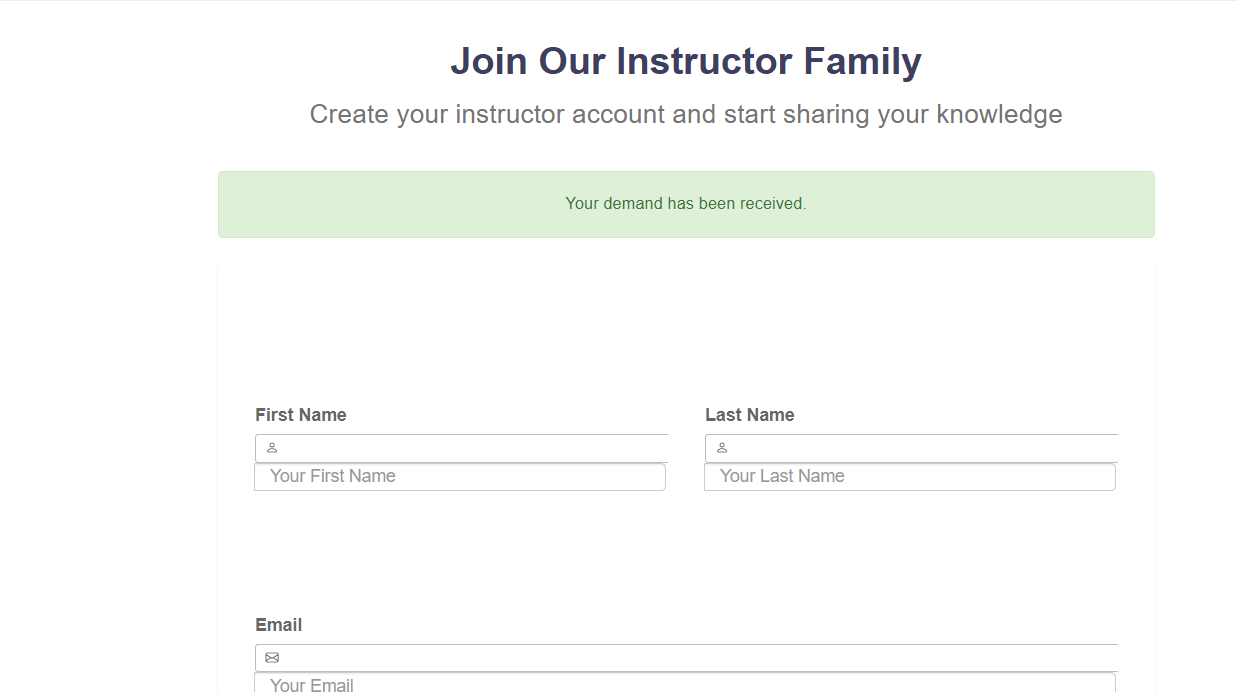 Join Our Instructor Family
Create your instructor account and start sharing your knowledge
Your demand has been received.
First Name
Last Name
Your First Name
Your Last Name
Email
Your Email